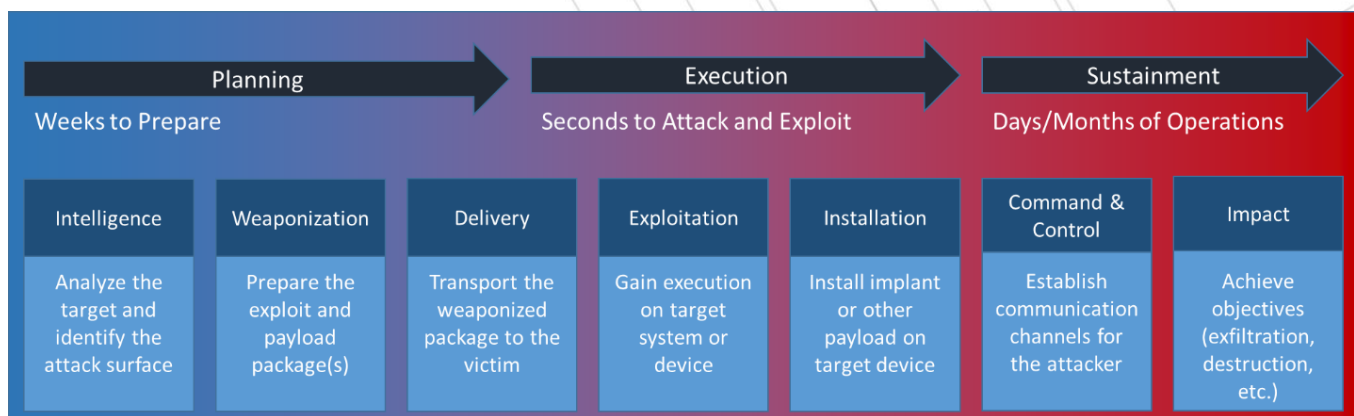 Planning
Execution
Sustainment
Weeks to Prepare
Seconds to Attack and Exploit
Days/Months of Operations
Intelligence
Analyze the
target and
identify the
attack surface
Weaponization
Prepare the
exploit and
payload
package(s)
Delivery
Transport the
weaponized
package to the
victim
Exploitation
Gain execution
on target
system or
device
Installation
Install implant
or other
payload on
target device
Command &
Control
Establish
communication
channels for
the attacker
Impact
Achieve
objectives
(exfiltration,
destruction,
etc.)